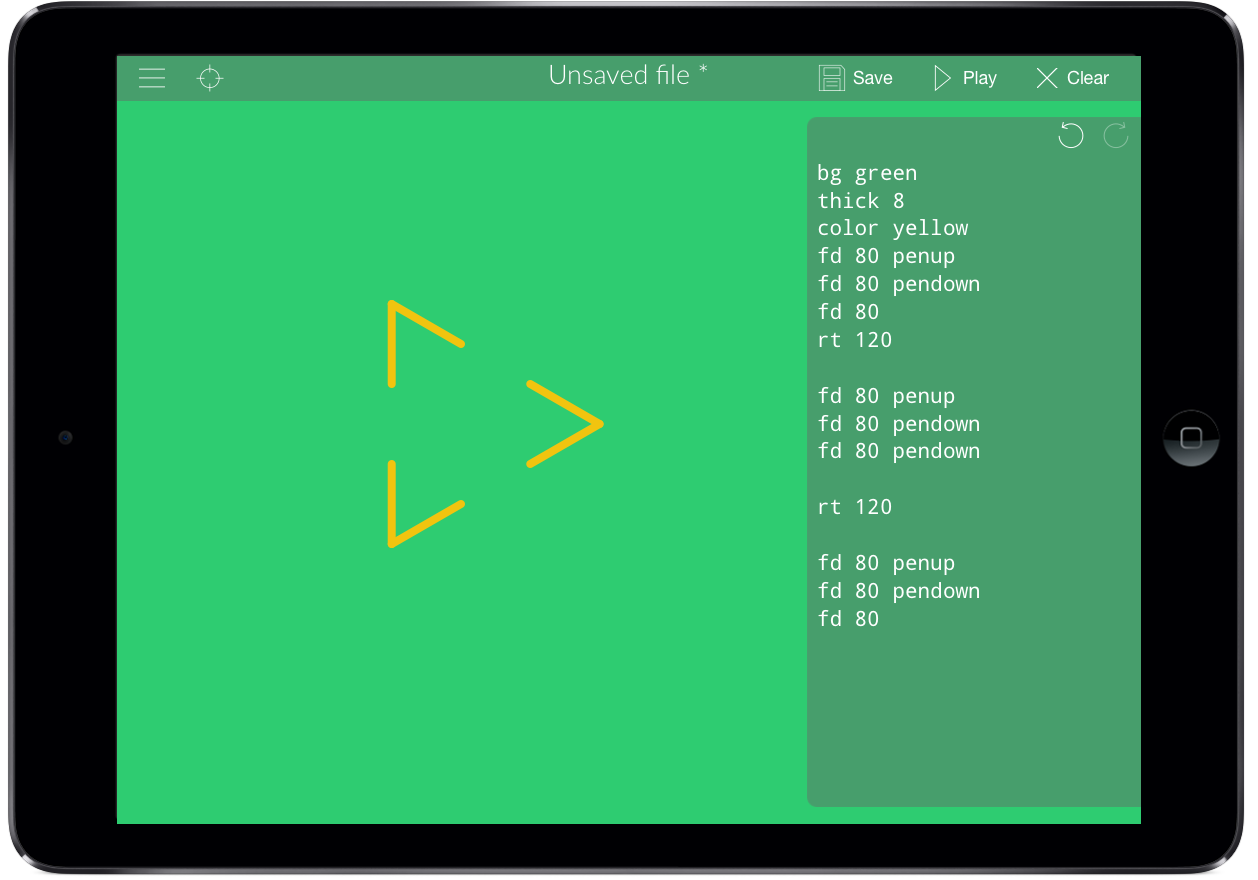 Unsaved file *
Save
Play
Clear
bg green
thick 8
color yellow
fd 80 penup
fd 80 pendown
fd 80
rt 120
fd 80 penup
fd 80 pendown
fd 80 pendown
rt 120
fd 80 penup
fd 80 pendown
fd 80